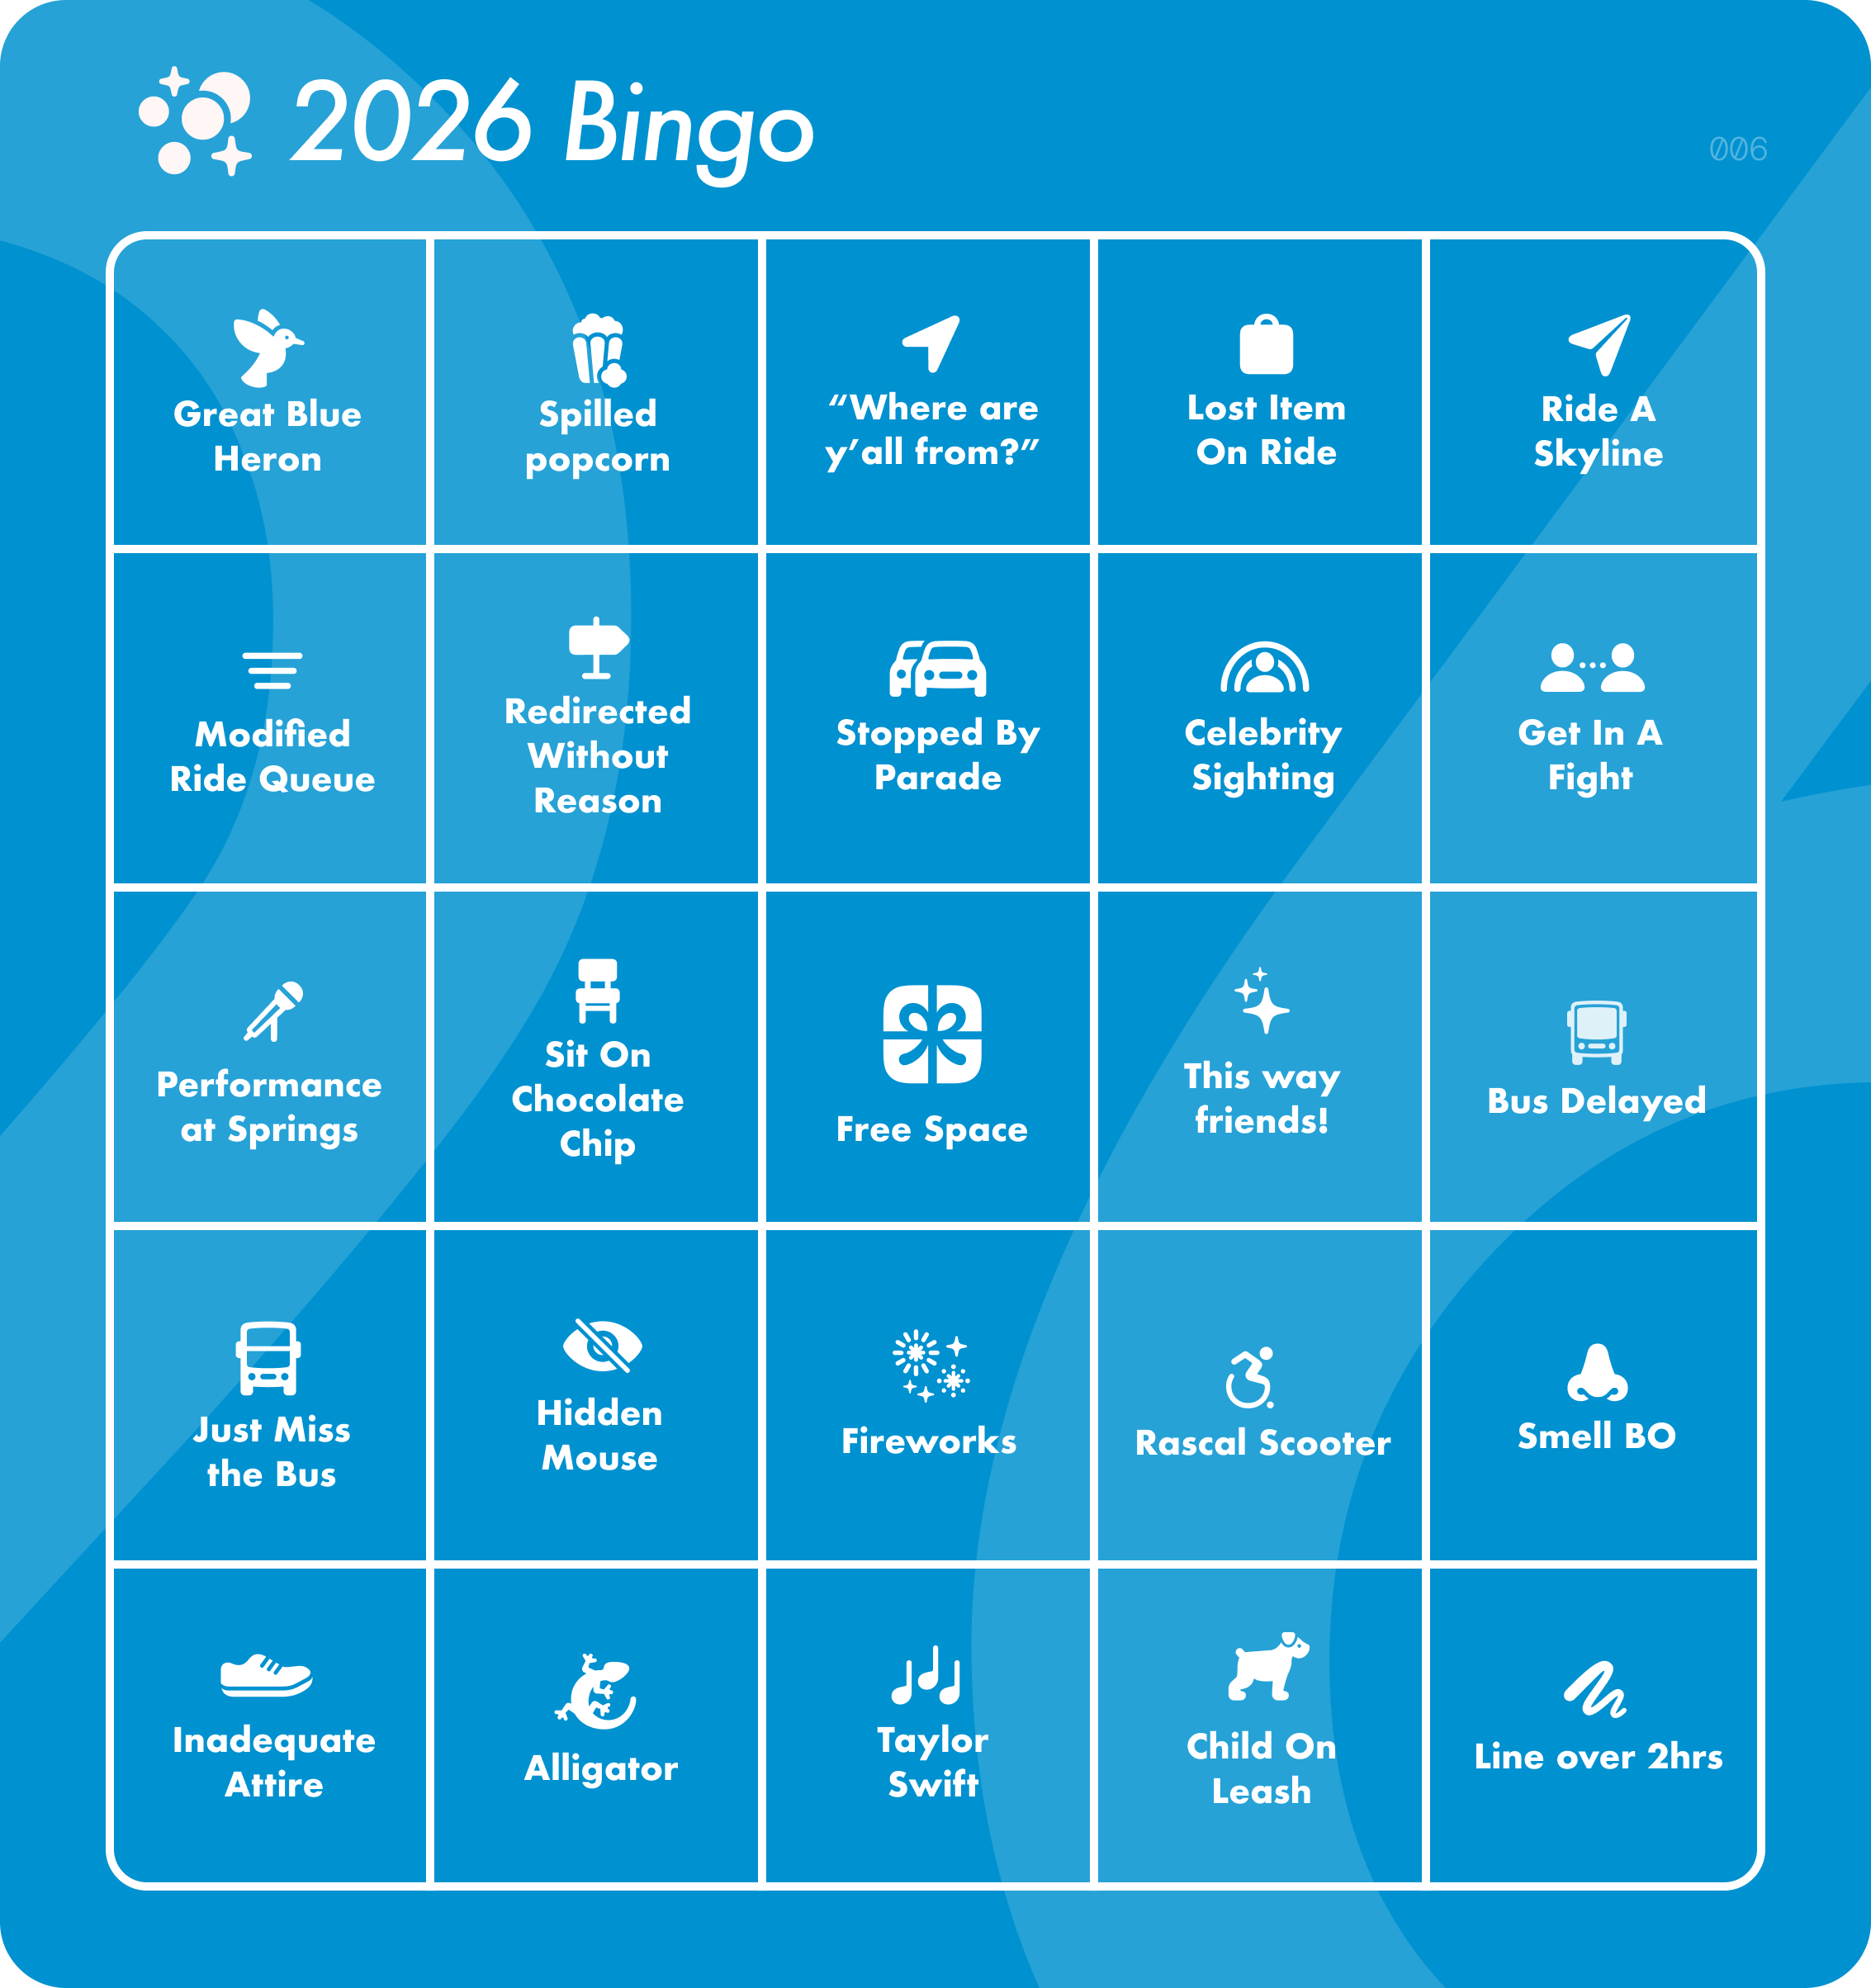 2026 Bingo
006
Great Blue
Heron
Spilled
popcorn
“Where are
y’all from?”
Lost Item
On Ride
Ride A
Skyline
Modified
Ride Queue
Redirected
Without
Reason
Stopped By
Parade
Celebrity
Sighting
Get In A
Fight
Performance
at Springs
Sit On
Chocolate
Chip
Free Space
This way
friends!
Bus Delayed
Just Miss
the Bus
Hidden
Mouse
Fireworks
Rascal Scooter
Smell BO
Inadequate
Attire
Alligator
Taylor
Swift
Child On
Leash
Line over 2hrs